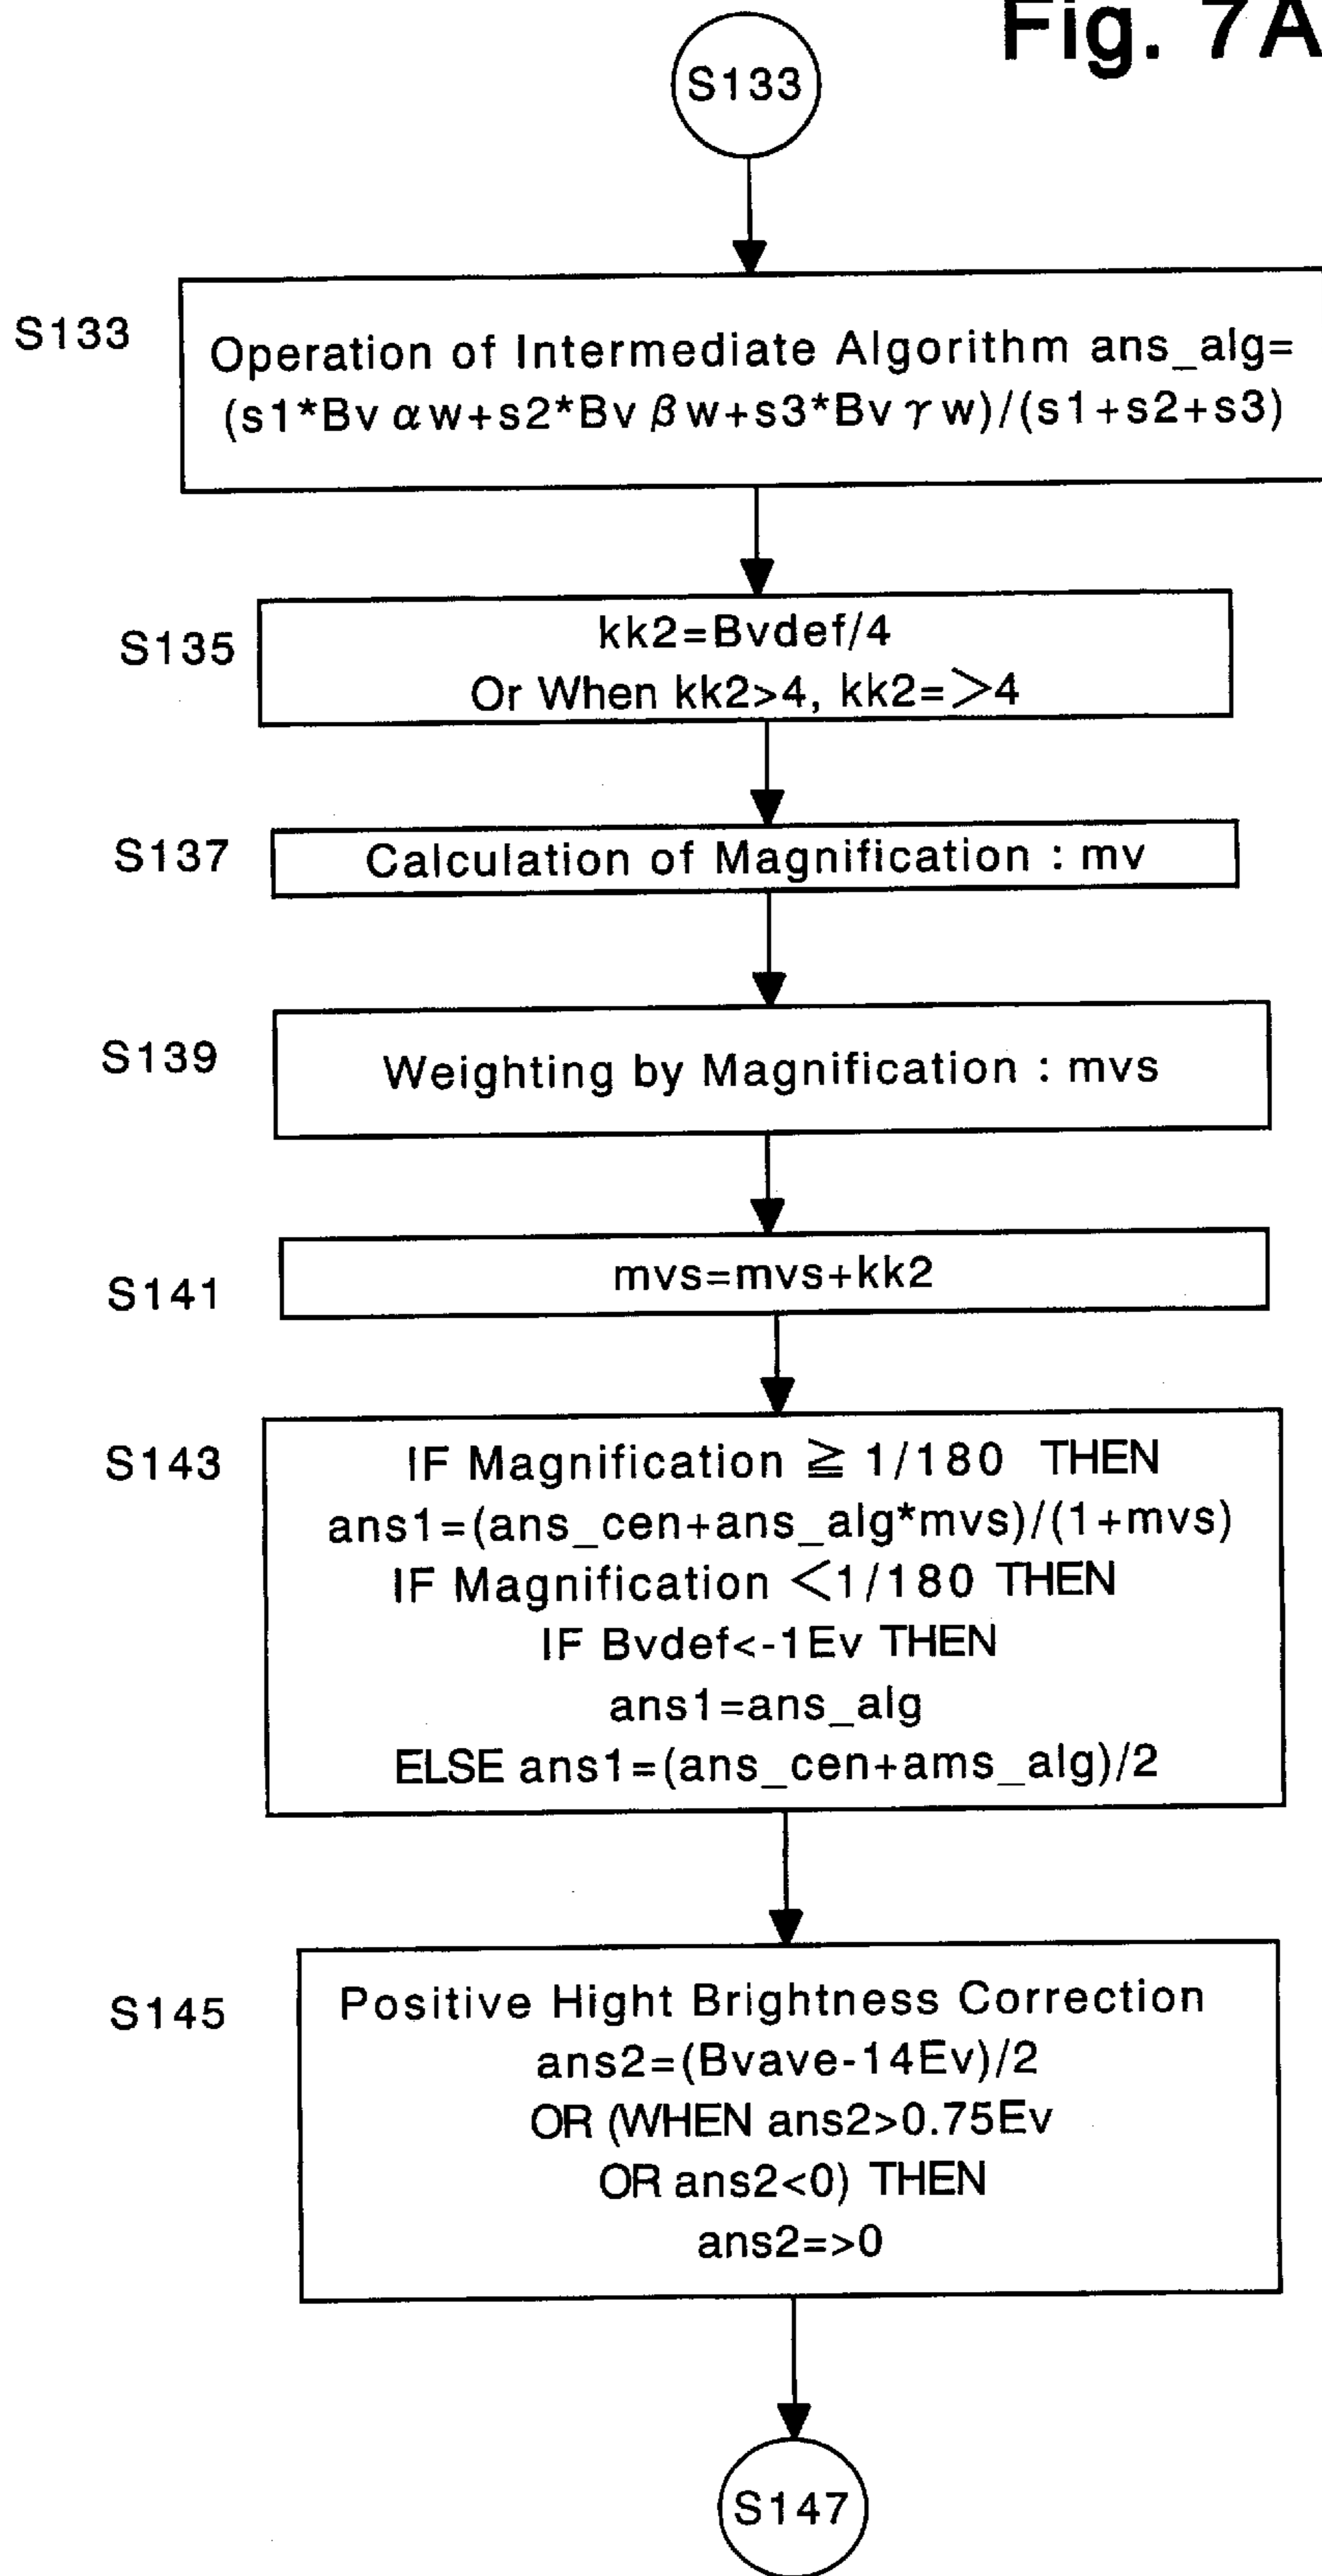 Fig. 7A
S133
S133
Operation of Intermediate Algorithm ans_alg=
(s1*Bv α w+s2*Bv β w+s3*Bv γ w)/(s1+s2+s3)
S135
kk2=Bvdef/4
Or When kk2>4, kk2=>4
S137
Calculation of Magnification : mv
S139
Weighting by Magnification : mvs
S141
mvs=mvs+kk2
S143
IF Magnification ≧ 1/180 THEN
ans1=(ans_cen+ans_alg*mvs)/(1+mvs)
IF Magnification <1/180 THEN
IF Bvdef<-1Ev THEN
ans1=ans_alg
ELSE ans1=(ans_cen+ams_alg)/2
S145
Positive Hight Brightness Correction
ans2=(Bvave-14Ev)/2
OR (WHEN ans2>0.75Ev
OR ans2<0) THEN
ans2=>0
S147